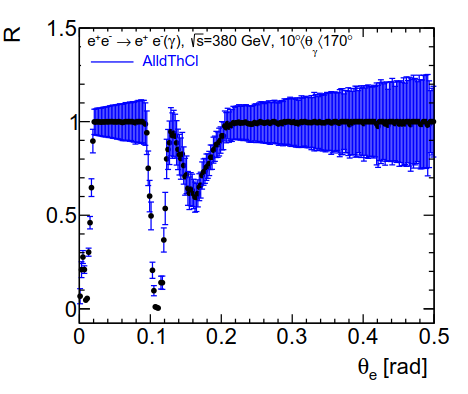 R
1.5
e⁺e⁻ → e⁺ e⁻(γ), √s=380 GeV, 10°⟨θ_γ⟨170°
AlldThCl
1
0.5
0
0 0.1 0.2 0.3 0.4 0.5
θₑ [rad]